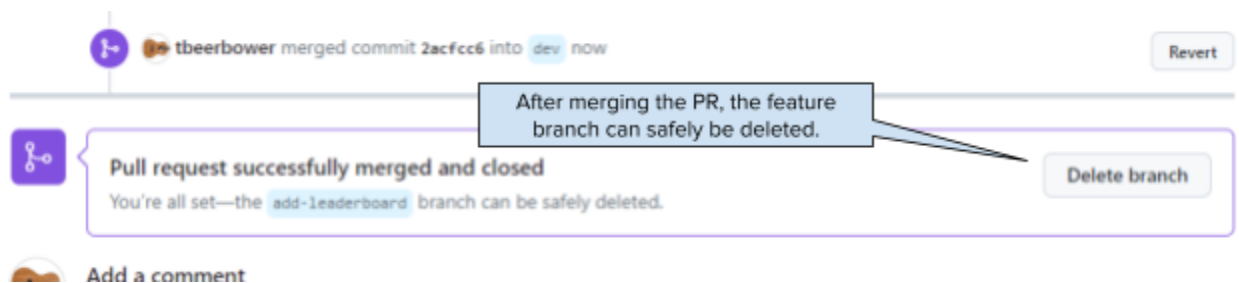 tbeerbower merged commit 2acfcc6 into dev now
Revert
After merging the PR, the feature
branch can safely be deleted.
Pull request successfully merged and closed
You're all set—the add-leaderboard branch can be safely deleted.
Delete branch
Add a comment